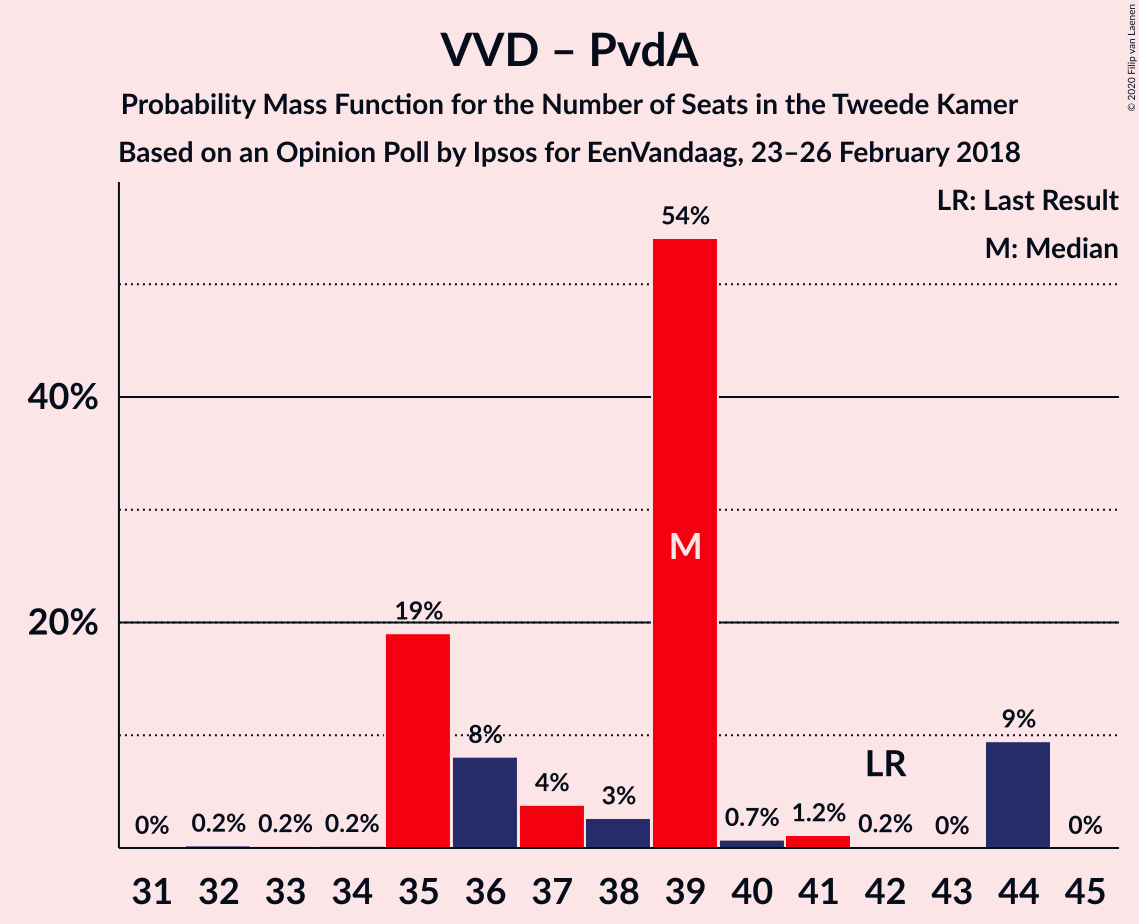 VVD – PvdA
Probability Mass Function for the Number of Seats in the Tweede Kamer
Based on an Opinion Poll by Ipsos for EenVandaag, 23–26 February 2018
© 2020 Filip van Laenen
LR: Last Result
M: Median
54%
40%
M
19%
20%
9%
8%
LR
4%
3%
0% 0.2% 0.2% 0.2% 0.7% 1.2% 0.2% 0% 0%
31 32 33 34 35 36 37 38 39 40 41 42 43 44 45